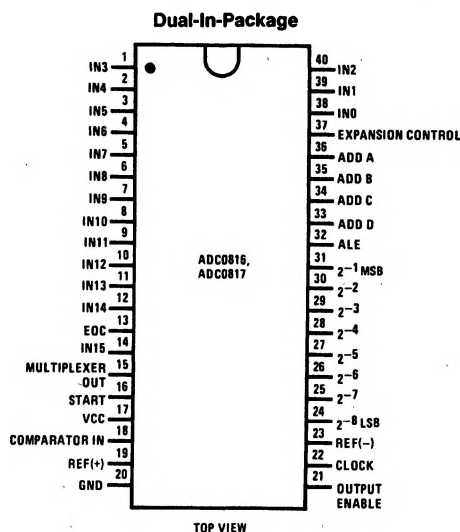 Dual-In-Package
1
IN3
2
IN4
3
IN5
4
IN6
5
IN7
6
IN8
7
IN9
8
IN10
9
IN11
10
IN12
11
IN13
12
IN14
13
EOC
14
IN15
15
MULTIPLEXER
OUT
16
START
17
VCC
18
COMPARATOR IN
19
REF(+)
20
GND
ADC0816,
ADC0817
40
IN2
39
IN1
38
IN0
37
EXPANSION CONTROL
36
ADD A
35
ADD B
34
ADD C
33
ADD D
32
ALE
31
2⁻¹ MSB
30
2⁻²
29
2⁻³
28
2⁻⁴
27
2⁻⁵
26
2⁻⁶
25
2⁻⁷
24
2⁻⁸ LSB
23
REF(−)
22
CLOCK
21
OUTPUT
ENABLE
TOP VIEW